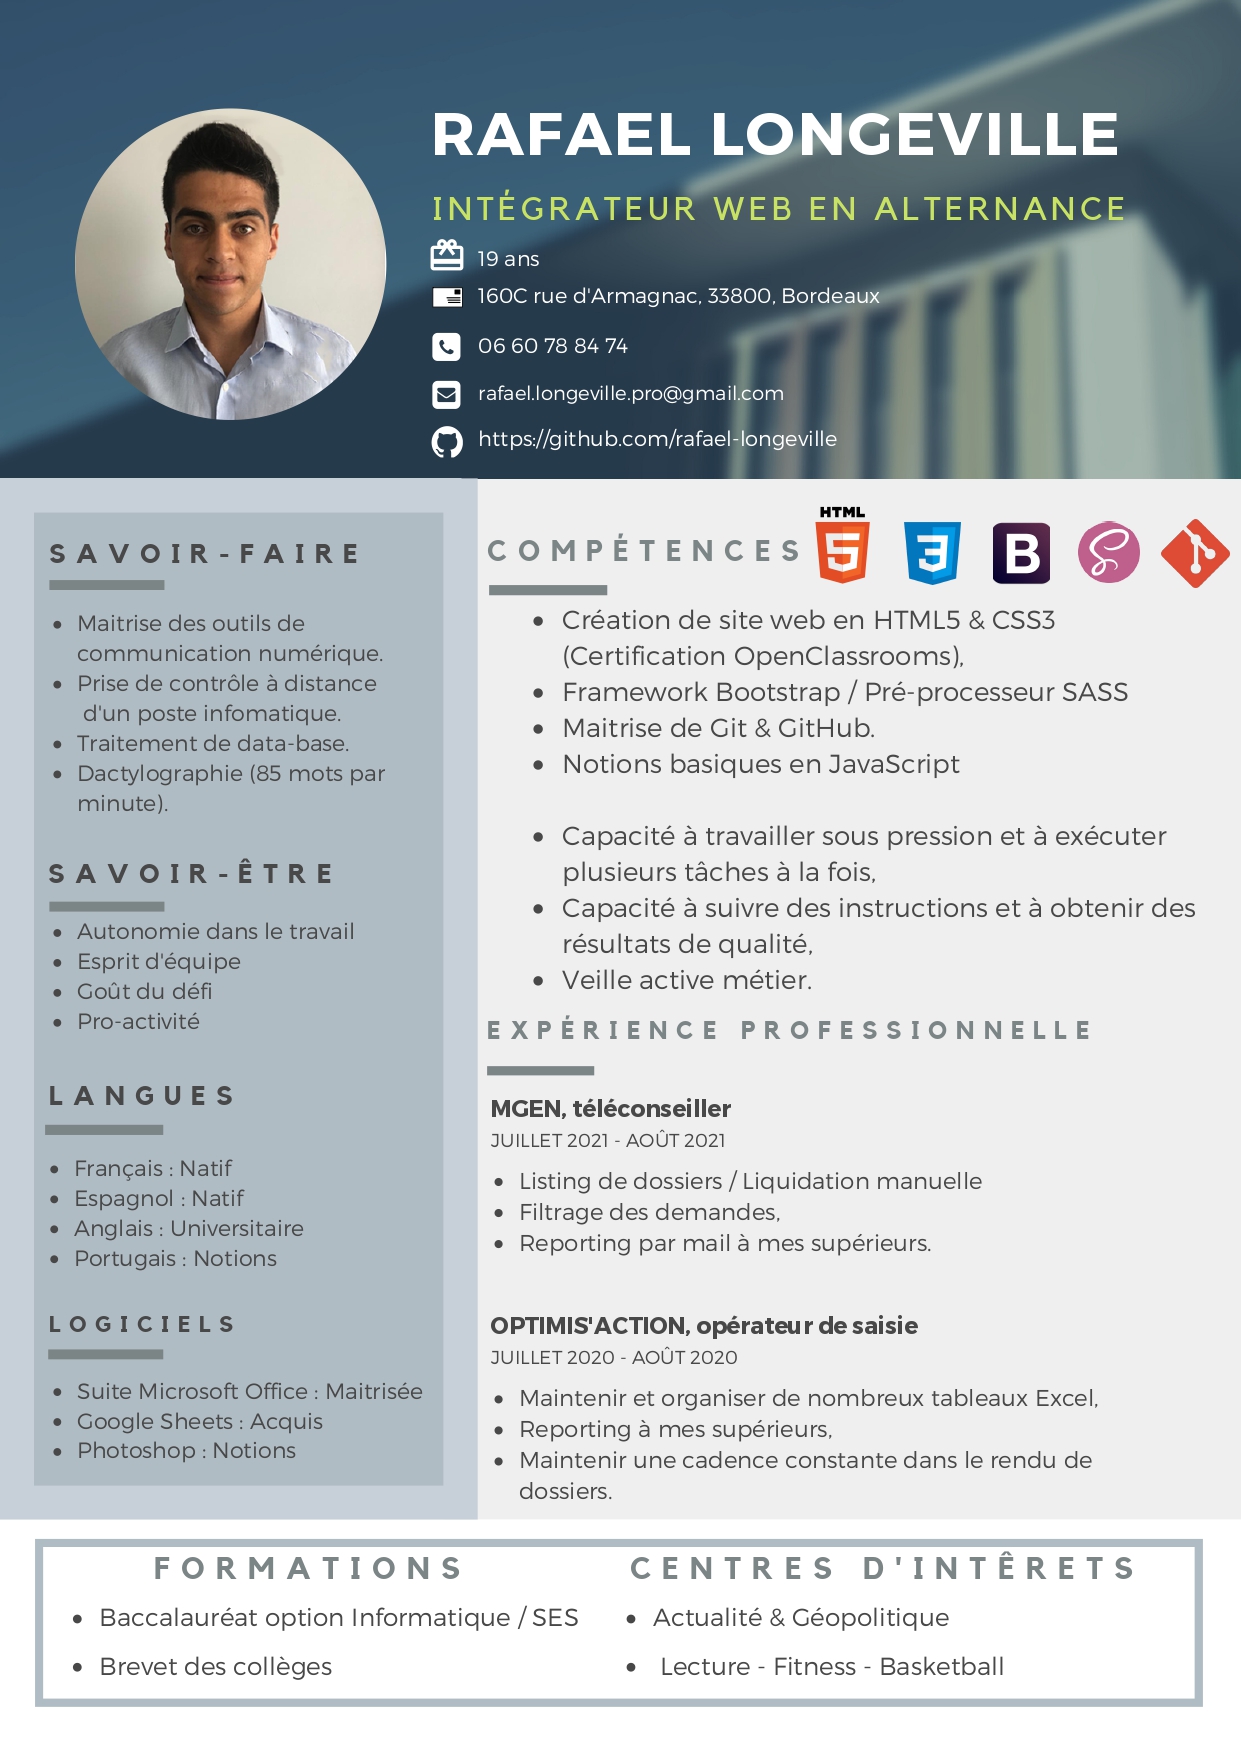 RAFAEL LONGEVILLE
INTÉGRATEUR WEB EN ALTERNANCE
19 ans
160C rue d'Armagnac, 33800, Bordeaux
06 60 78 84 74
rafael.longeville.pro@gmail.com
https://github.com/rafael-longeville
SAVOIR-FAIRE
Maitrise des outils de
communication numérique.
Prise de contrôle à distance
d'un poste infomatique.
Traitement de data-base.
Dactylographie (85 mots par
minute).
SAVOIR-ÊTRE
Autonomie dans le travail
Esprit d'équipe
Goût du défi
Pro-activité
LANGUES
Français : Natif
Espagnol : Natif
Anglais : Universitaire
Portugais : Notions
LOGICIELS
Suite Microsoft Office : Maitrisée
Google Sheets : Acquis
Photoshop : Notions
COMPÉTENCES
HTML
5
3
B
S
Création de site web en HTML5 & CSS3
(Certification OpenClassrooms),
Framework Bootstrap / Pré-processeur SASS
Maitrise de Git & GitHub.
Notions basiques en JavaScript
Capacité à travailler sous pression et à exécuter
plusieurs tâches à la fois,
Capacité à suivre des instructions et à obtenir des
résultats de qualité,
Veille active métier.
EXPÉRIENCE PROFESSIONNELLE
MGEN, téléconseiller
JUILLET 2021 - AOÛT 2021
Listing de dossiers / Liquidation manuelle
Filtrage des demandes,
Reporting par mail à mes supérieurs.
OPTIMIS'ACTION, opérateur de saisie
JUILLET 2020 - AOÛT 2020
Maintenir et organiser de nombreux tableaux Excel,
Reporting à mes supérieurs,
Maintenir une cadence constante dans le rendu de
dossiers.
FORMATIONS
Baccalauréat option Informatique / SES
Brevet des collèges
CENTRES D'INTÊRETS
Actualité & Géopolitique
Lecture - Fitness - Basketball